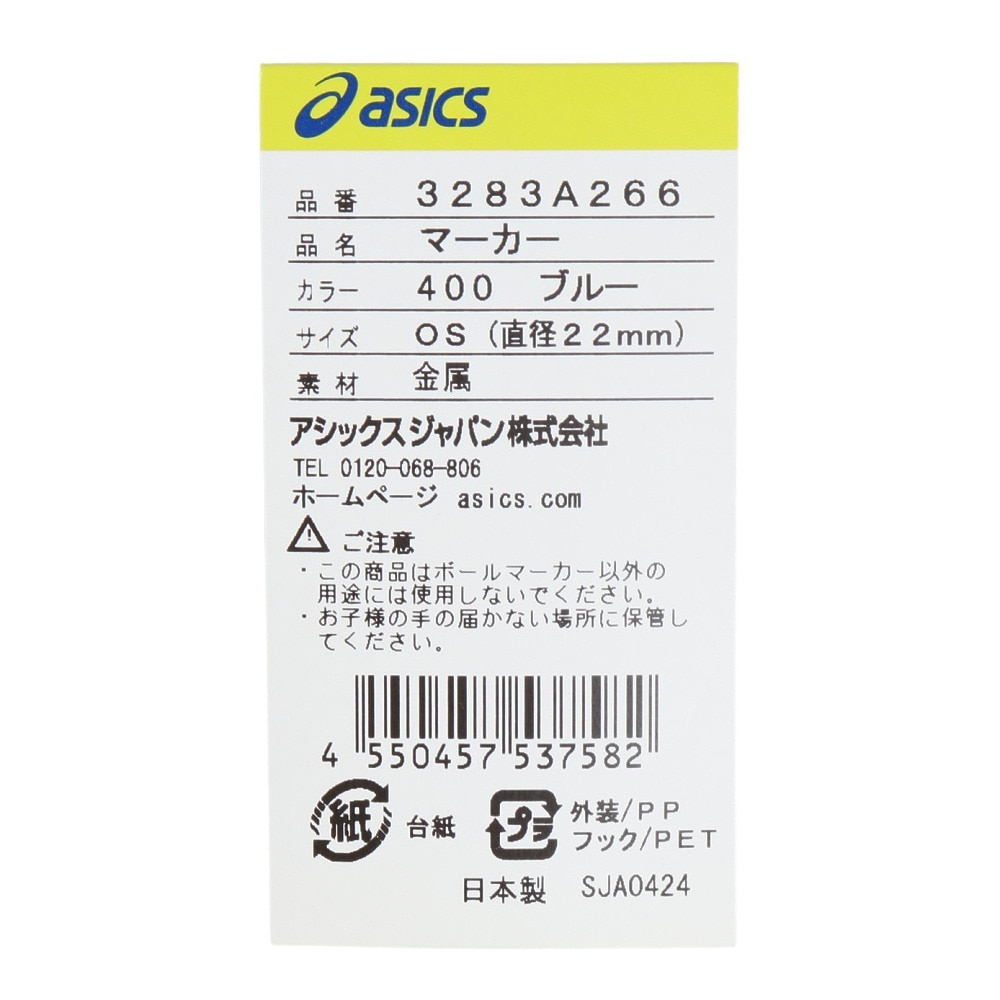 asics
品番 3283A266
品名 マーカー
カラー 400 ブルー
サイズ OS(直径22mm)
素材 金属
アシックスジャパン株式会社
TEL 0120-068-806
ホームページ asics.com
ご注意
・この商品はボールマーカー以外の
用途には使用しないでください。
・お子様の手の届かない場所に保管し
てください。
4 550457 537582
紙 台紙 プラ 外装/PP
フック/PET
日本製 SJA0424